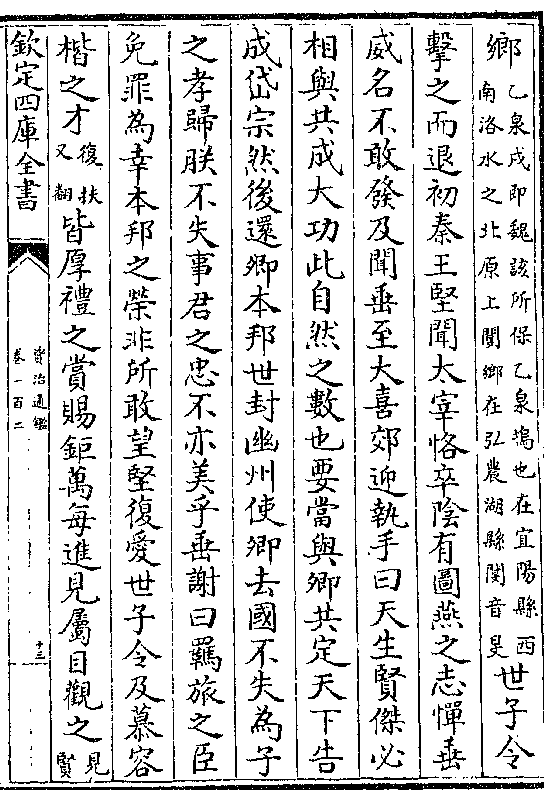 鄉乙泉戍即魏該所保乙泉塢也在宜陽縣西
南洛水之北原上閿鄉在弘農湖縣閿音旻世子令
擊之而退初秦王堅聞太宰恪卒陰有圖燕之志憚垂
威名不敢發及聞垂至大喜郊迎執手曰天生賢傑必
相與共成大功此自然之數也要當與卿共定天下告
成岱宗然後還卿本邦世封幽州使卿去國不失為子
之孝歸朕不失事君之忠不亦美乎垂謝曰羈旅之臣
免罪為幸本邦之榮非所敢望堅復愛世子令及慕容
楷之才復扶又翻皆厚禮之賞賜鉅萬每進見屬目觀之見賢
欽定四庫全書
資治通鑑
卷一百二
十三